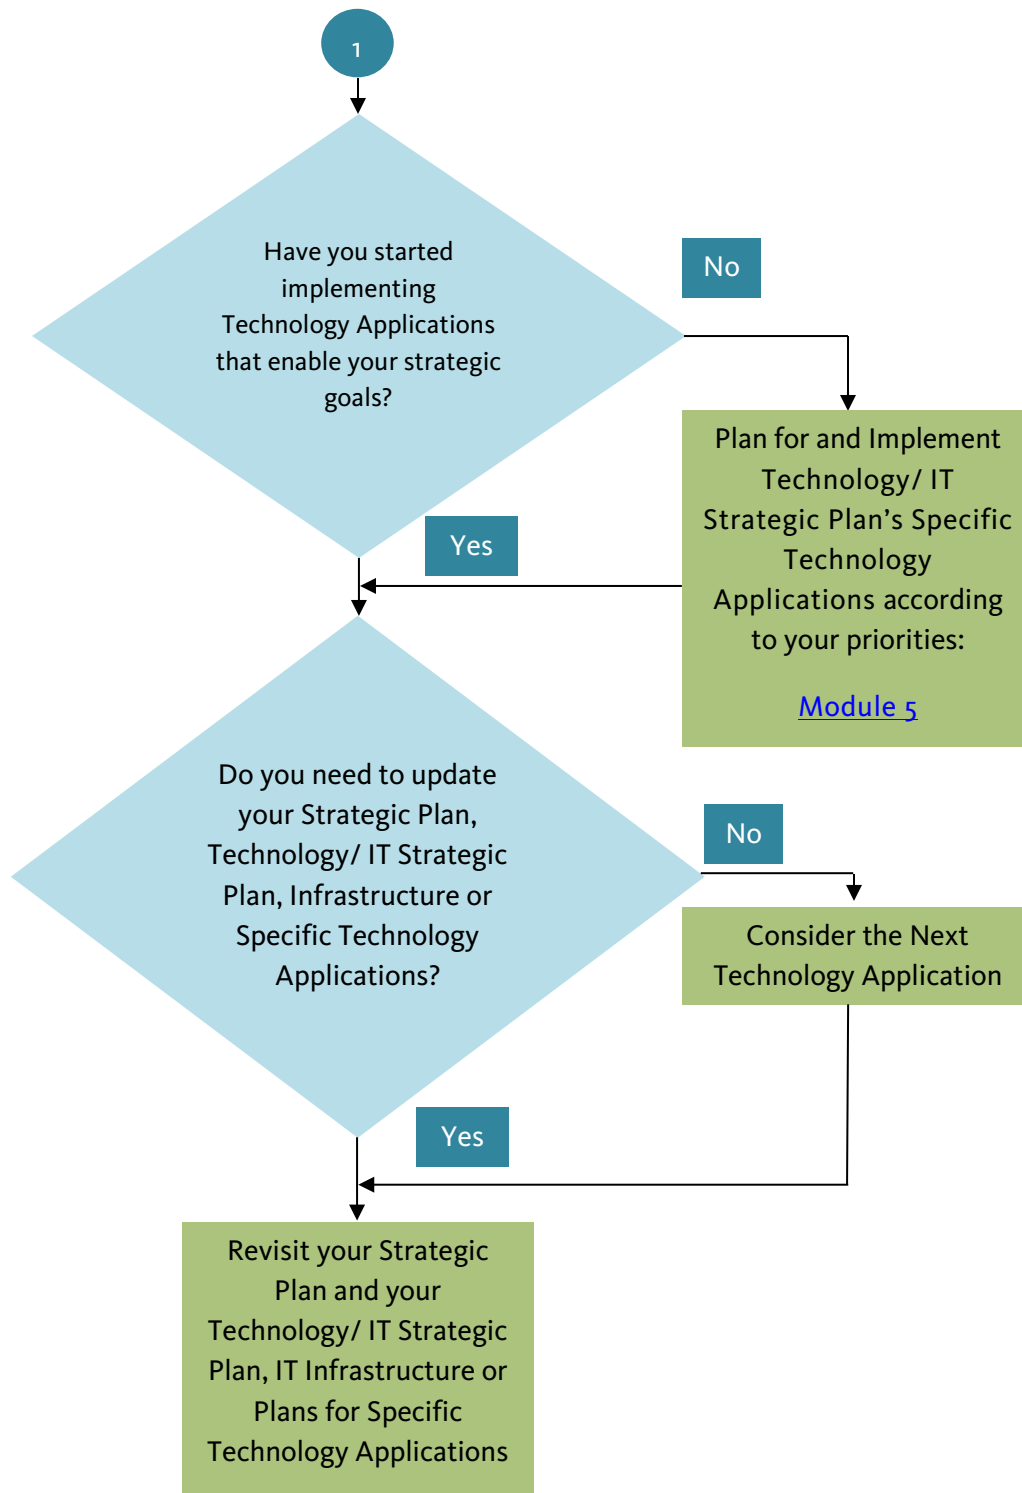 1
Have you started
implementing
Technology Applications
that enable your strategic
goals?
No
Plan for and Implement
Technology/ IT
Strategic Plan’s Specific
Technology
Applications according
to your priorities:
Module 5
Yes
Do you need to update
your Strategic Plan,
Technology/ IT Strategic
Plan, Infrastructure or
Specific Technology
Applications?
No
Consider the Next
Technology Application
Yes
Revisit your Strategic
Plan and your
Technology/ IT Strategic
Plan, IT Infrastructure or
Plans for Specific
Technology Applications